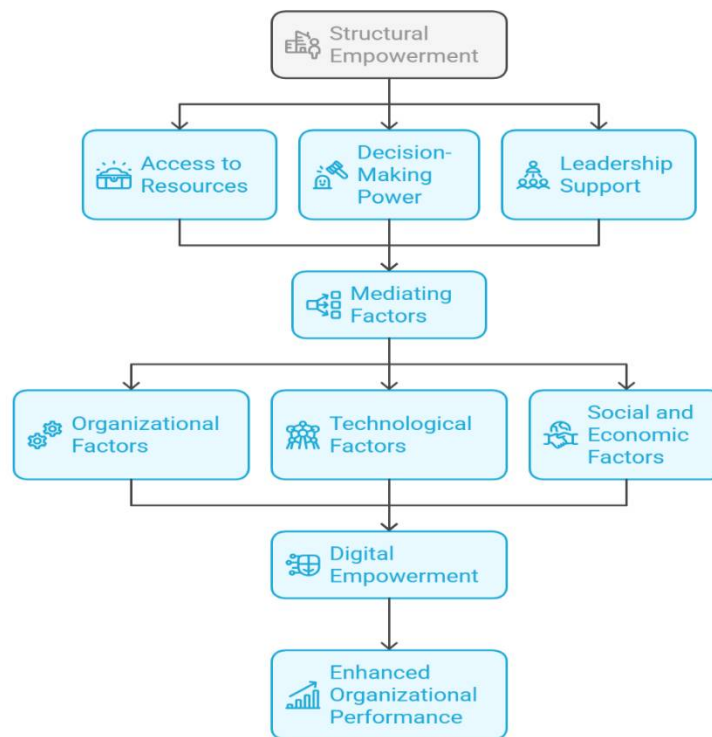 Structural
Empowerment
Access to
Resources
Decision-
Making
Power
Leadership
Support
Mediating
Factors
Organizational
Factors
Technological
Factors
Social and
Economic
Factors
Digital
Empowerment
Enhanced
Organizational
Performance